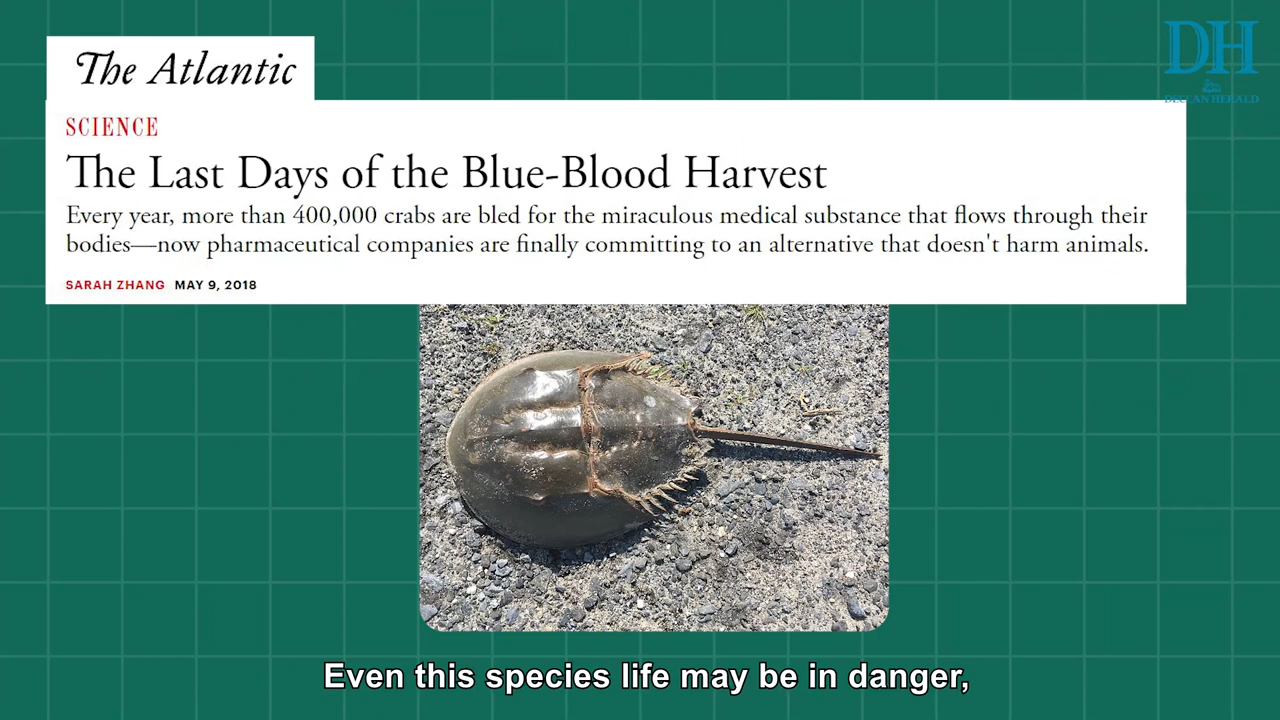 The Atlantic
DH
DECCAN HERALD
SCIENCE
The Last Days of the Blue-Blood Harvest
Every year, more than 400,000 crabs are bled for the miraculous medical substance that flows through their
bodies—now pharmaceutical companies are finally committing to an alternative that doesn't harm animals.
SARAH ZHANG MAY 9, 2018
Even this species life may be in danger,